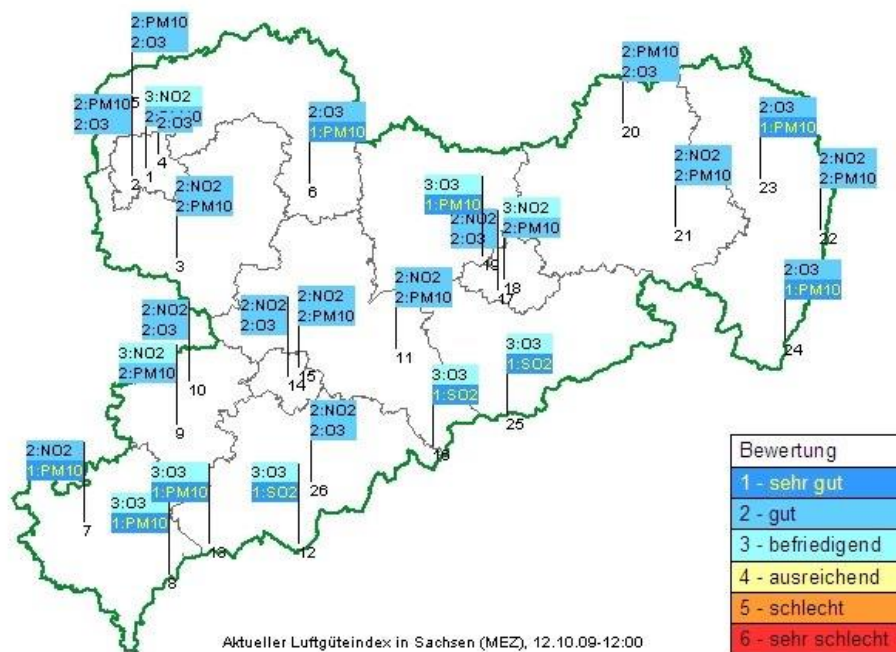 2:PM10
2:O3
2:PM10
2:O3
5
3:NO2
2:O3
4
1
2
2:NO2
2:PM10
3
2:O3
1:PM10
6
2:PM10
2:O3
20
2:O3
1:PM10
23
2:NO2
2:PM10
21
2:NO2
2:PM10
22
3:O3
1:PM10
2:NO2
2:O3
19
3:NO2
2:PM10
18
17
2:O3
1:PM10
24
2:NO2
2:O3
10
2:NO2
2:O3
14
2:NO2
2:PM10
15
2:NO2
2:PM10
11
3:NO2
2:PM10
9
3:O3
1:SO2
16
3:O3
1:SO2
25
2:NO2
2:O3
26
2:NO2
1:PM10
7
3:O3
1:PM10
8
3:O3
1:PM10
13
3:O3
1:SO2
12
Bewertung
1 - sehr gut
2 - gut
3 - befriedigend
4 - ausreichend
5 - schlecht
6 - sehr schlecht
Aktueller Luftgüteindex in Sachsen (MEZ), 12.10.09-12:00